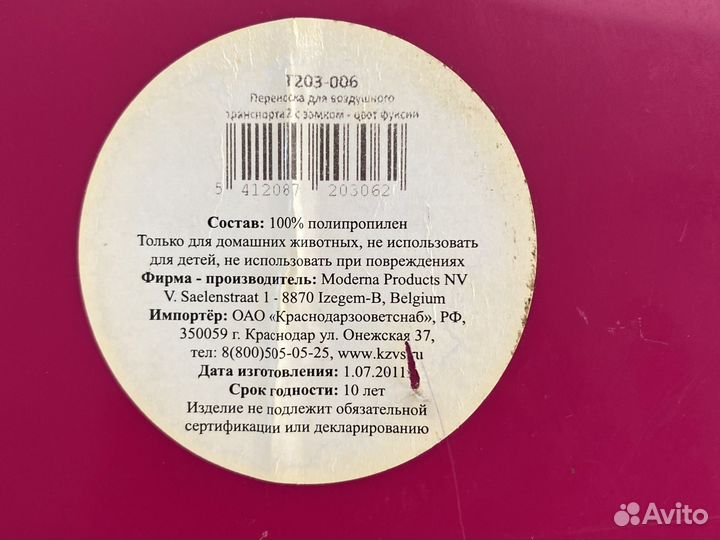 T203-006
Переноска для воздушного
транспорта2 с замком - цвет фуксии
5 412087 203062
Состав: 100% полипропилен
Только для домашних животных, не использовать
для детей, не использовать при повреждениях
Фирма - производитель: Moderna Products NV
V. Saelenstraat 1 - 8870 Izegem-B, Belgium
Импортёр: ОАО «Краснодарзооветснаб», РФ,
350059 г. Краснодар ул. Онежская 37,
тел: 8(800)505-05-25, www.kzvs.ru
Дата изготовления: 1.07.2011
Срок годности: 10 лет
Изделие не подлежит обязательной
сертификации или декларированию
Avito